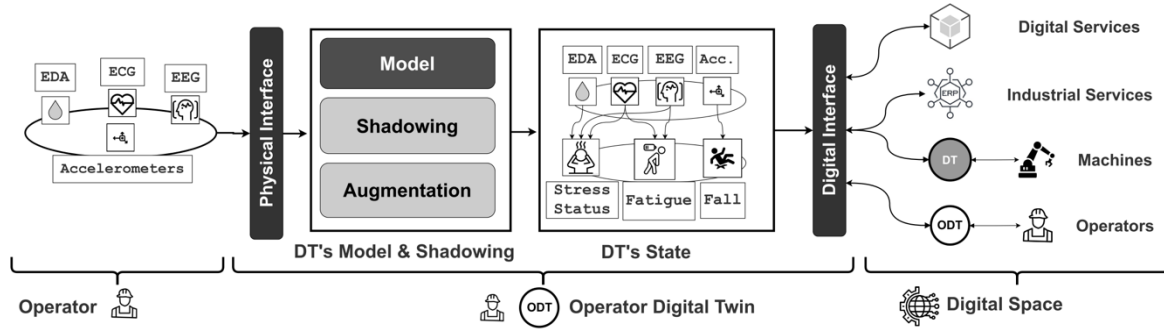 EDA
ECG
EEG
Accelerometers
Physical Interface
Model
Shadowing
Augmentation
DT's Model & Shadowing
EDA
ECG
EEG
Acc.
Stress
Status
Fatigue
Fall
DT's State
Digital Interface
Digital Services
ERP
Industrial Services
DT
Machines
ODT
Operators
Operator
ODT
Operator Digital Twin
Digital Space